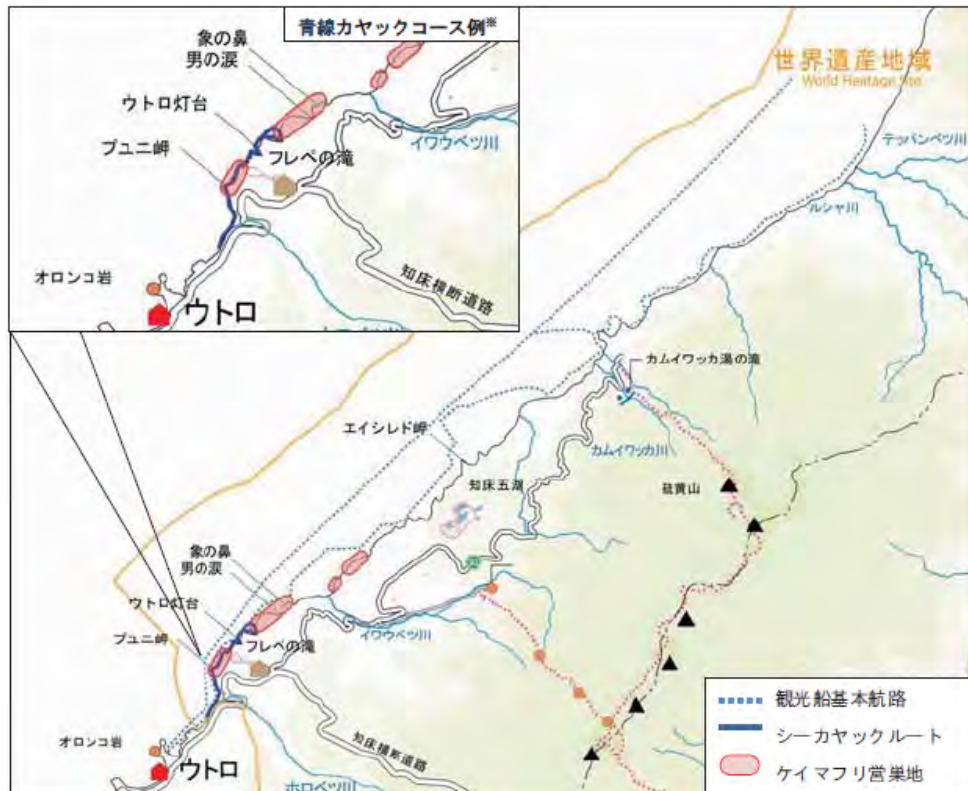 青線カヤックコース例※
象の鼻
男の涙
ウトロ灯台
プユニ岬
フレペの滝
イワウベツ川
知床横断道路
オロンコ岩
ウトロ
世界遺産地域
World Heritage Site
テッパンベツ川
ルシャ川
カムイワッカ湯の滝
エイシレド岬
カムイワッカ川
知床五湖
硫黄山
象の鼻
男の涙
ウトロ灯台
プユニ岬
フレペの滝
イワウベツ川
オロンコ岩
ウトロ
知床横断道路
ホロベツ川
観光船基本航路
シーカヤックルート
ケイマフリ営巣地